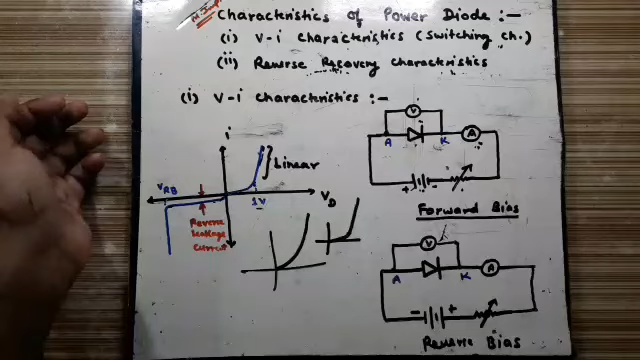 Characteristics of Power Diode :-
(i) V-i Characteristics (Switching ch.)
(ii) Reverse Recovery Characteristics
(i) V-i Characteristics :-
i
Linear
VRB
VD
1V
Reverse
leakage
Current
V
A
K
A
+
-
Forward Bias
V
A
K
A
-
+
Reverse Bias